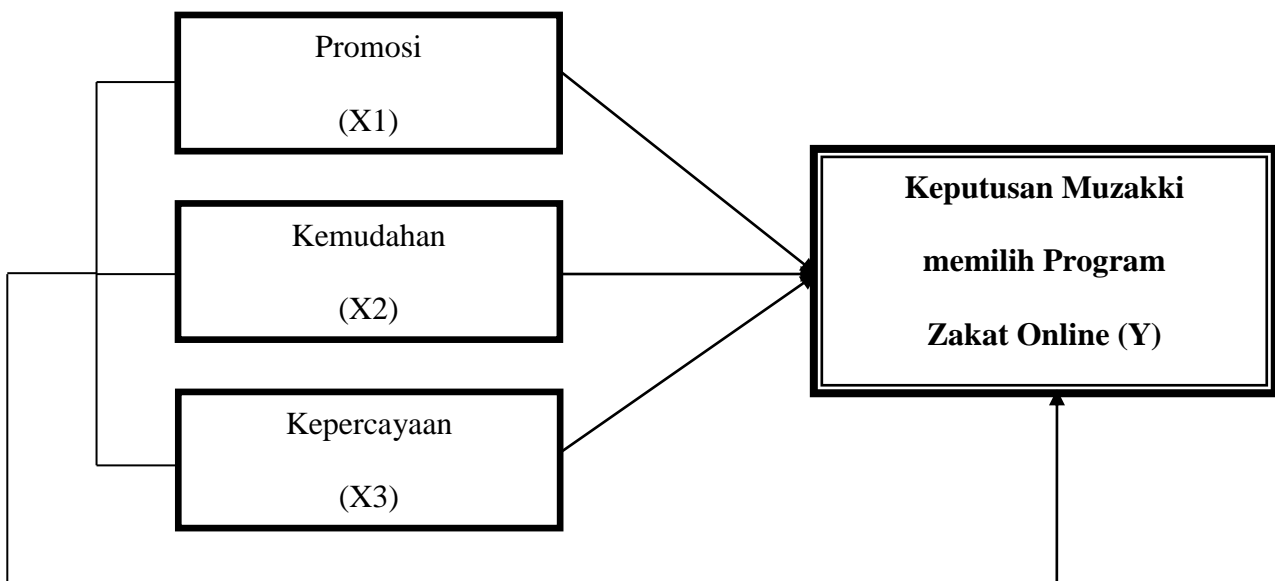 Promosi
(X1)
Kemudahan
(X2)
Kepercayaan
(X3)
Keputusan Muzakki
memilih Program
Zakat Online (Y)